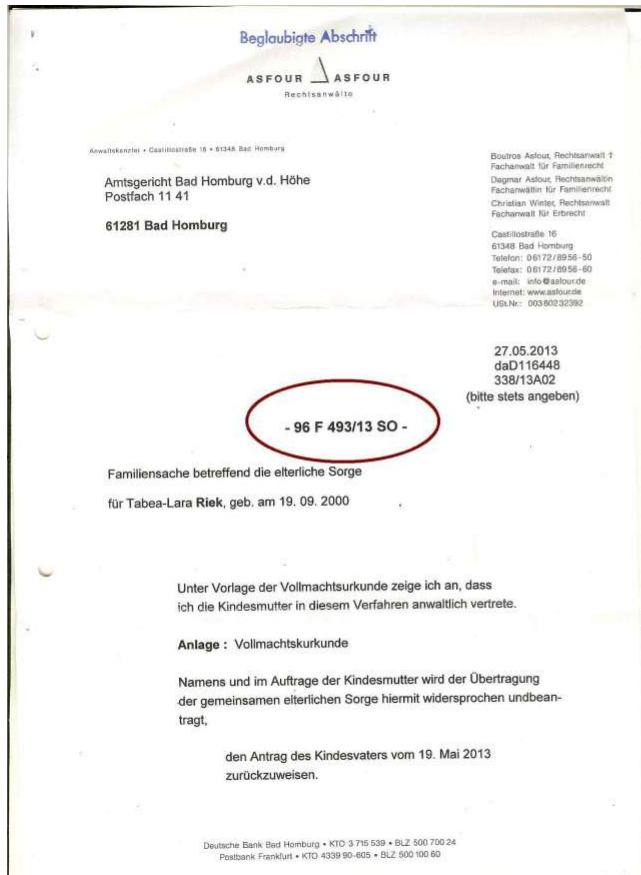 Beglaubigte Abschrift
ASFOUR ASFOUR
Rechtsanwälte
Anwaltskanzlei • Castillostraße 16 • 61348 Bad Homburg
Amtsgericht Bad Homburg v.d. Höhe
Postfach 11 41
61281 Bad Homburg
Boutros Asfour, Rechtsanwalt †
Fachanwalt für Familienrecht
Dagmar Asfour, Rechtsanwältin
Fachanwältin für Familienrecht
Christian Winter, Rechtsanwalt
Fachanwalt für Erbrecht
Castillostraße 16
61348 Bad Homburg
Telefon: 06172/8956-50
Telefax: 06172/8956-60
e-mail: info@asfour.de
Internet: www.asfour.de
USt.Nr.: 00380232392
27.05.2013
daD116448
338/13A02
(bitte stets angeben)
- 96 F 493/13 SO -
Familiensache betreffend die elterliche Sorge
für Tabea-Lara Riek, geb. am 19. 09. 2000
Unter Vorlage der Vollmachtsurkunde zeige ich an, dass
ich die Kindesmutter in diesem Verfahren anwaltlich vertrete.
Anlage : Vollmachtskurkunde
Namens und im Auftrage der Kindesmutter wird der Übertragung
der gemeinsamen elterlichen Sorge hiermit widersprochen undbean-
tragt,
den Antrag des Kindesvaters vom 19. Mai 2013
zurückzuweisen.
Deutsche Bank Bad Homburg • KTO 3 715 539 • BLZ 500 700 24
Postbank Frankfurt • KTO 4339 90-605 • BLZ 500 100 60